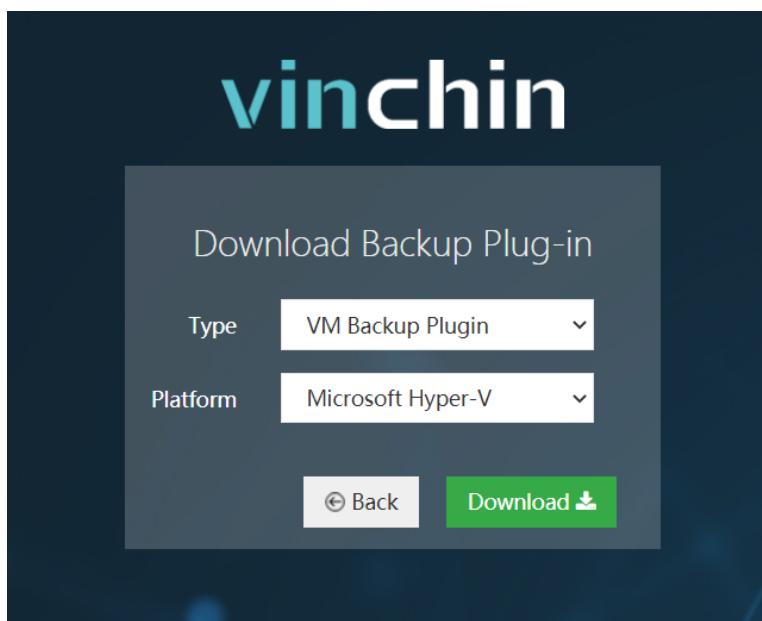 vinchin
Download Backup Plug-in
Type VM Backup Plugin
Platform Microsoft Hyper-V
Back Download